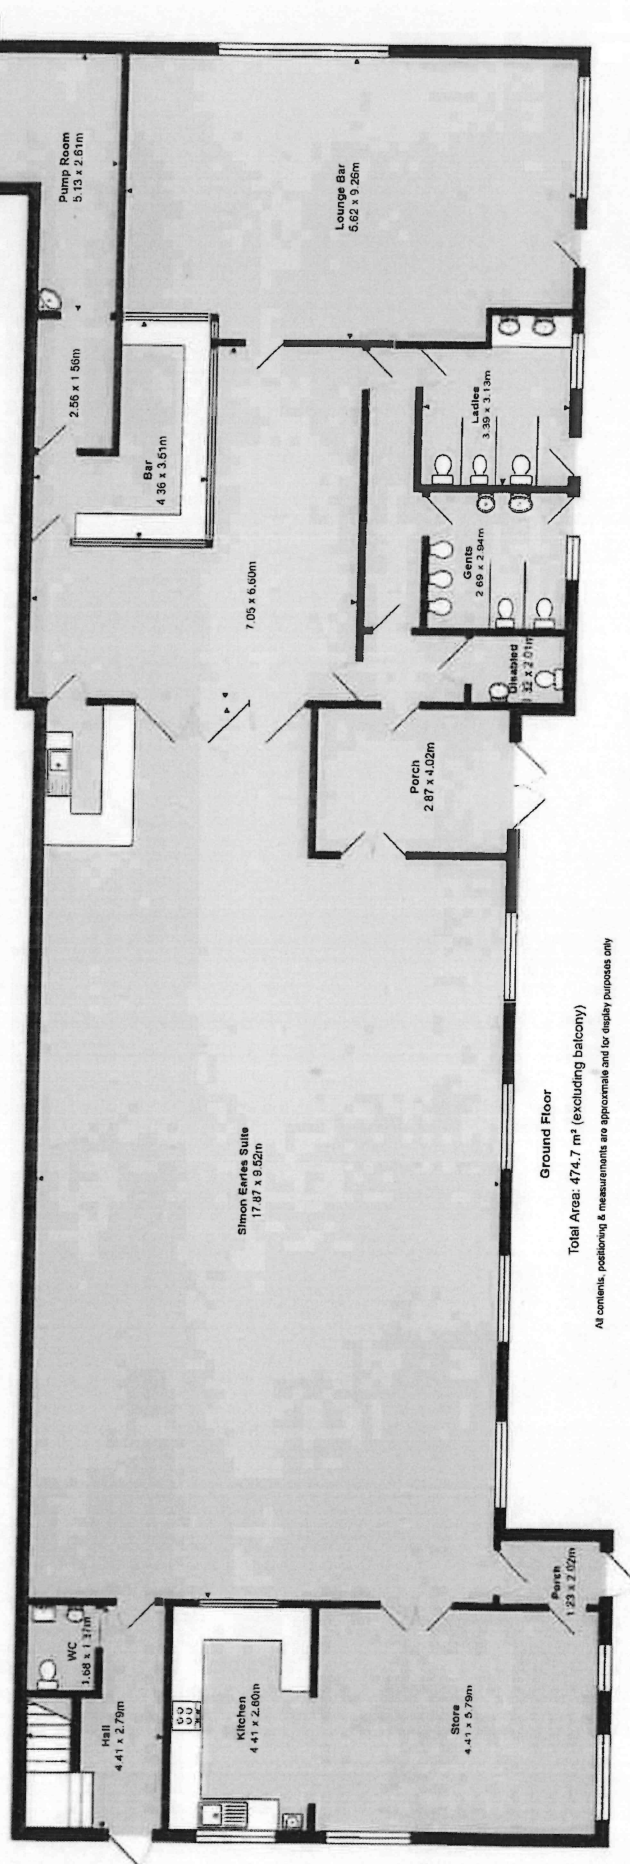 Pump Room
5.13 x 2.61m
Lounge Bar
5.62 x 9.26m
2.56 x 1.56m
Bar
4.36 x 3.51m
Ladies
3.39 x 3.13m
Gents
2.69 x 2.94m
7.05 x 6.60m
Disabled
x 2.01m
Porch
2.87 x 4.02m
Simon Earles Suite
17.87 x 9.52m
Ground Floor
Total Area: 474.7 m² (excluding balcony)
All contents, positioning & measurements are approximate and for display purposes only
Porch
1.23 x 2.02m
WC
1.68 x 1.37m
Hall
4.41 x 2.79m
Kitchen
4.41 x 2.60m
Store
4.41 x 5.79m